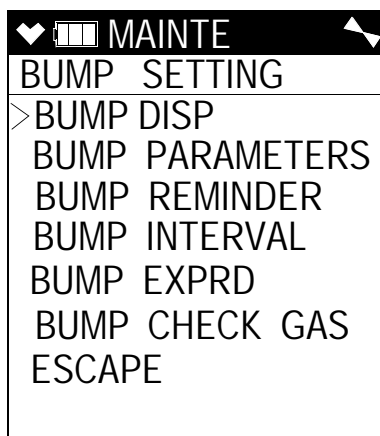 MAINTE
BUMP SETTING
>BUMP DISP
BUMP PARAMETERS
BUMP REMINDER
BUMP INTERVAL
BUMP EXPRD
BUMP CHECK GAS
ESCAPE